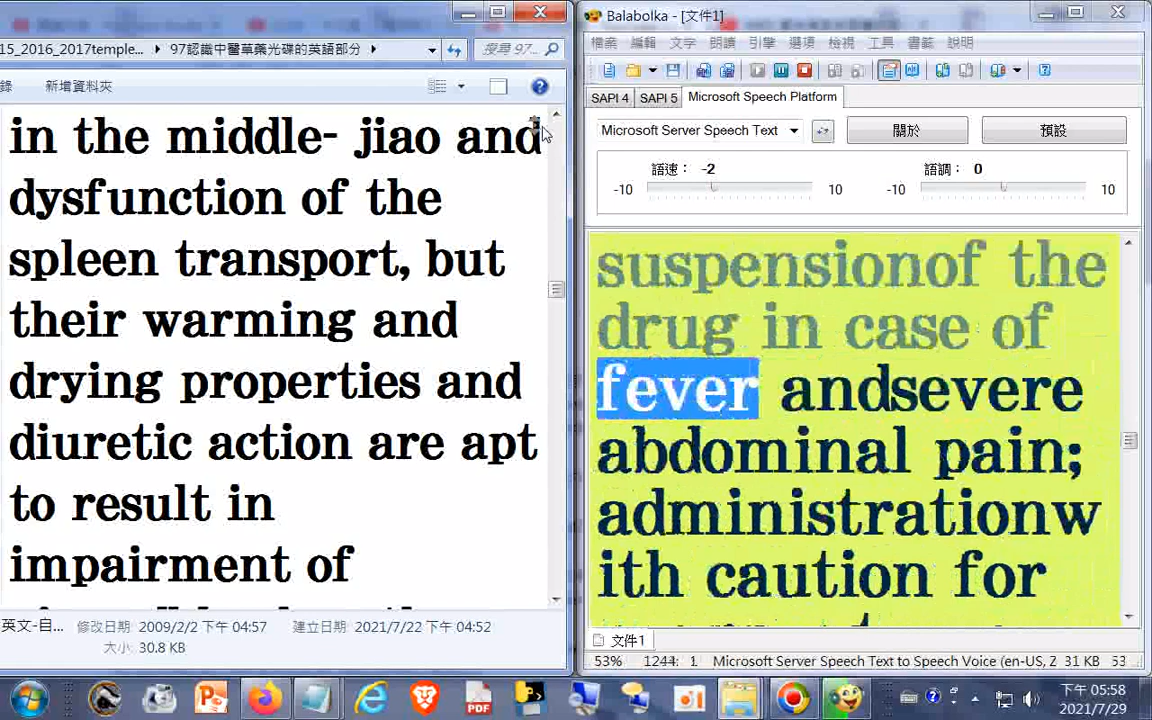 15_2016_2017temple... 97認識中醫草藥光碟的英語部分
搜尋 97...
錄 新增資料夾
in the middle- jiao and
dysfunction of the
spleen transport, but
their warming and
drying properties and
diuretic action are apt
to result in
impairment of
英文-自... 修改日期: 2009/2/2 下午 04:57 建立日期: 2021/7/22 下午 04:52
大小: 30.8 KB
Balabolka - [文件1]
檔案 編輯 文字 朗讀 引擎 選項 檢視 工具 書籤 說明
SAPI 4 SAPI 5 Microsoft Speech Platform
Microsoft Server Speech Text 關於 預設
語速: -2 語調: 0
-10 10 -10 10
suspensionof the
drug in case of
fever andsevere
abdominal pain;
administrationw
ith caution for
文件1
53% 1244: 1 Microsoft Server Speech Text to Speech Voice (en-US, 2 31 KB 53
PDF
下午 05:58
2021/7/29